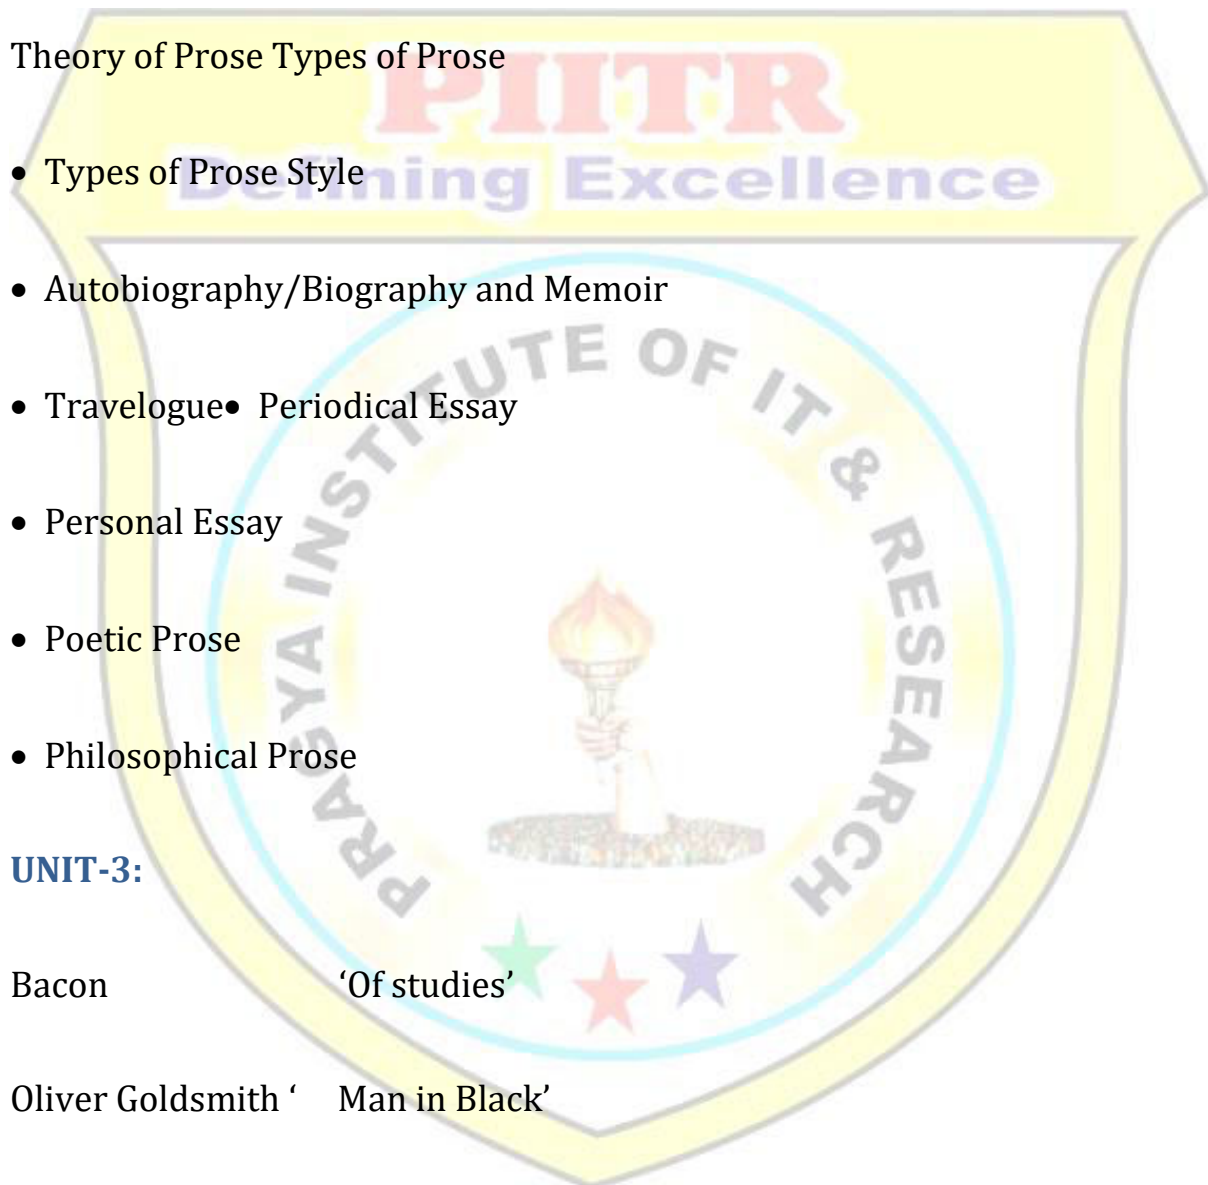 PIITR
Defining Excellence
PRAGYA INSTITUTE OF IT & RESEARCH
Theory of Prose Types of Prose
• Types of Prose Style
• Autobiography/Biography and Memoir
• Travelogue• Periodical Essay
• Personal Essay
• Poetic Prose
• Philosophical Prose
UNIT-3:
Bacon ‘Of studies’
Oliver Goldsmith ‘ Man in Black’